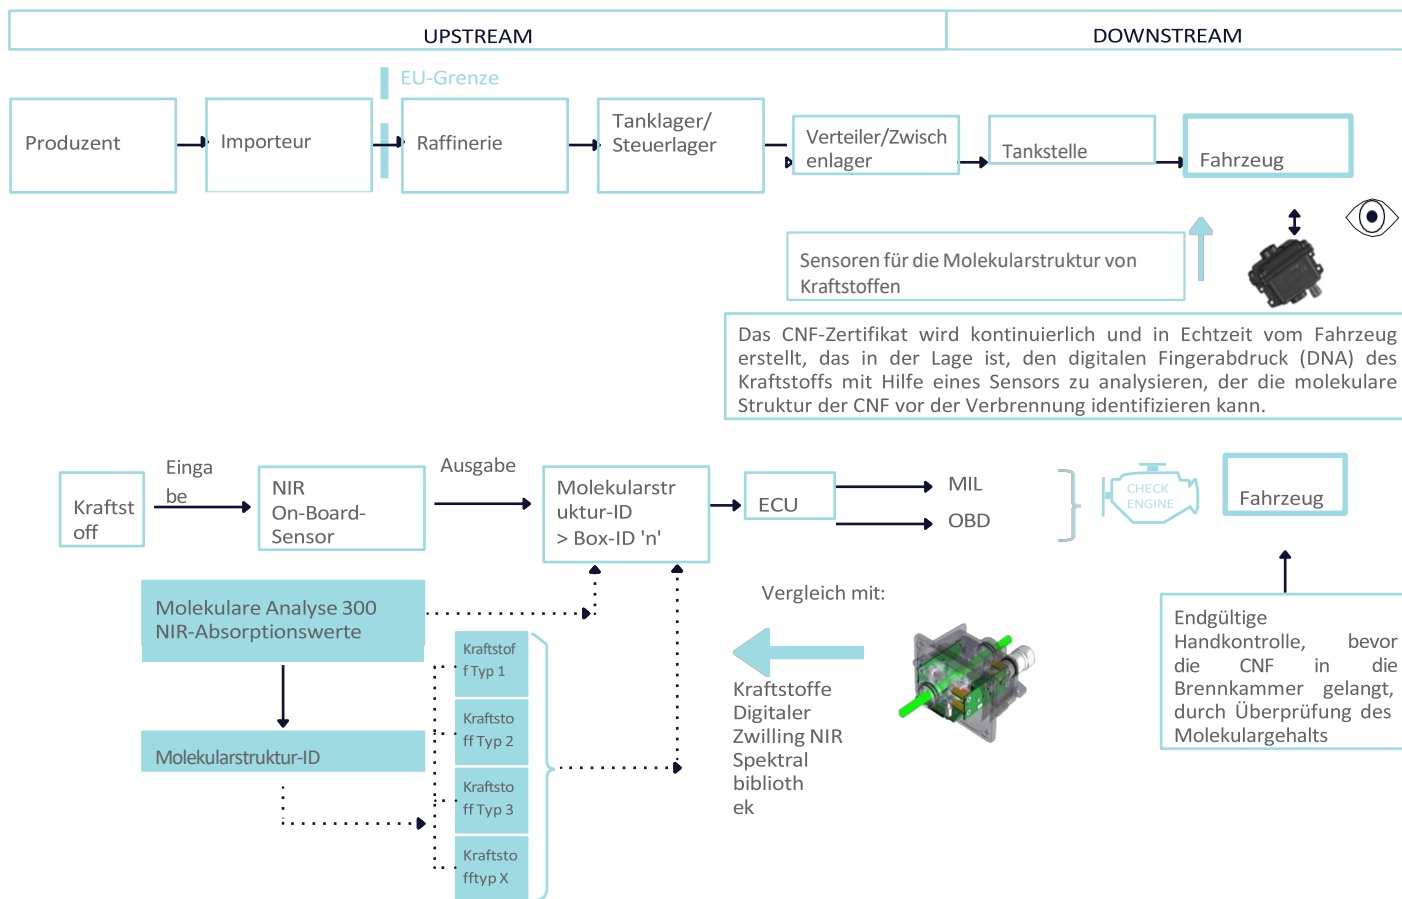 UPSTREAM
DOWNSTREAM
EU-Grenze
Produzent
Importeur
Raffinerie
Tanklager/
Steuerlager
Verteiler/Zwisch
enlager
Tankstelle
Fahrzeug
Sensoren für die Molekularstruktur von
Kraftstoffen
Das CNF-Zertifikat wird kontinuierlich und in Echtzeit vom Fahrzeug
erstellt, das in der Lage ist, den digitalen Fingerabdruck (DNA) des
Kraftstoffs mit Hilfe eines Sensors zu analysieren, der die molekulare
Struktur der CNF vor der Verbrennung identifizieren kann.
Kraftst
off
Einga
be
NIR
On-Board-
Sensor
Ausgabe
Molekularstr
uktur-ID
> Box-ID 'n'
ECU
MIL
OBD
CHECK
ENGINE
Fahrzeug
Molekulare Analyse 300
NIR-Absorptionswerte
Molekularstruktur-ID
Kraftstof
f Typ 1
Kraftsto
ff Typ 2
Kraftsto
ff Typ 3
Kraftsto
fftyp X
Vergleich mit:
Kraftstoffe
Digitaler
Zwilling NIR
Spektral
biblioth
ek
Endgültige
Handkontrolle, bevor
die CNF in die
Brennkammer gelangt,
durch Überprüfung des
Molekulargehalts